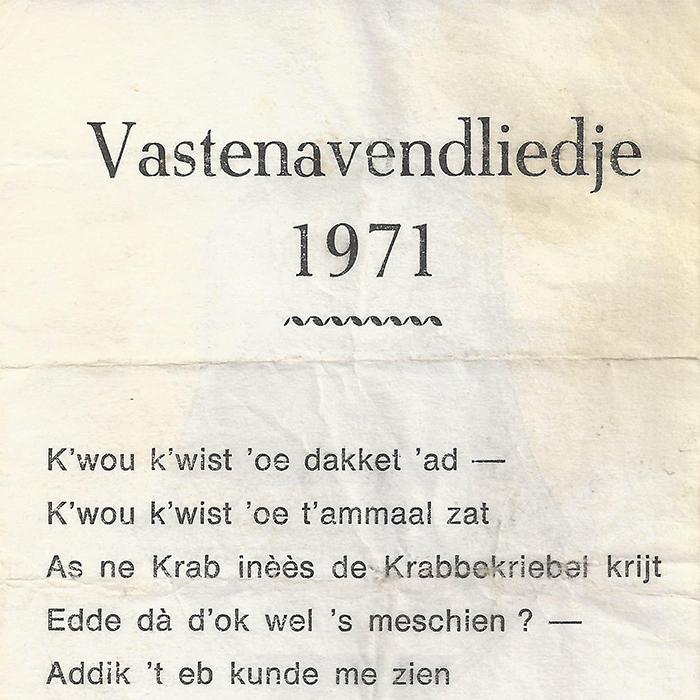 Vastenavendliedje
1971
K'wou k'wist 'oe dakket 'ad —
K'wou k'wist 'oe t'ammaal zat
As ne Krab inèès de Krabbekriebel krijt
Edde dà d'ok wel 's meschien ? —
Addik 't eb kunde me zien